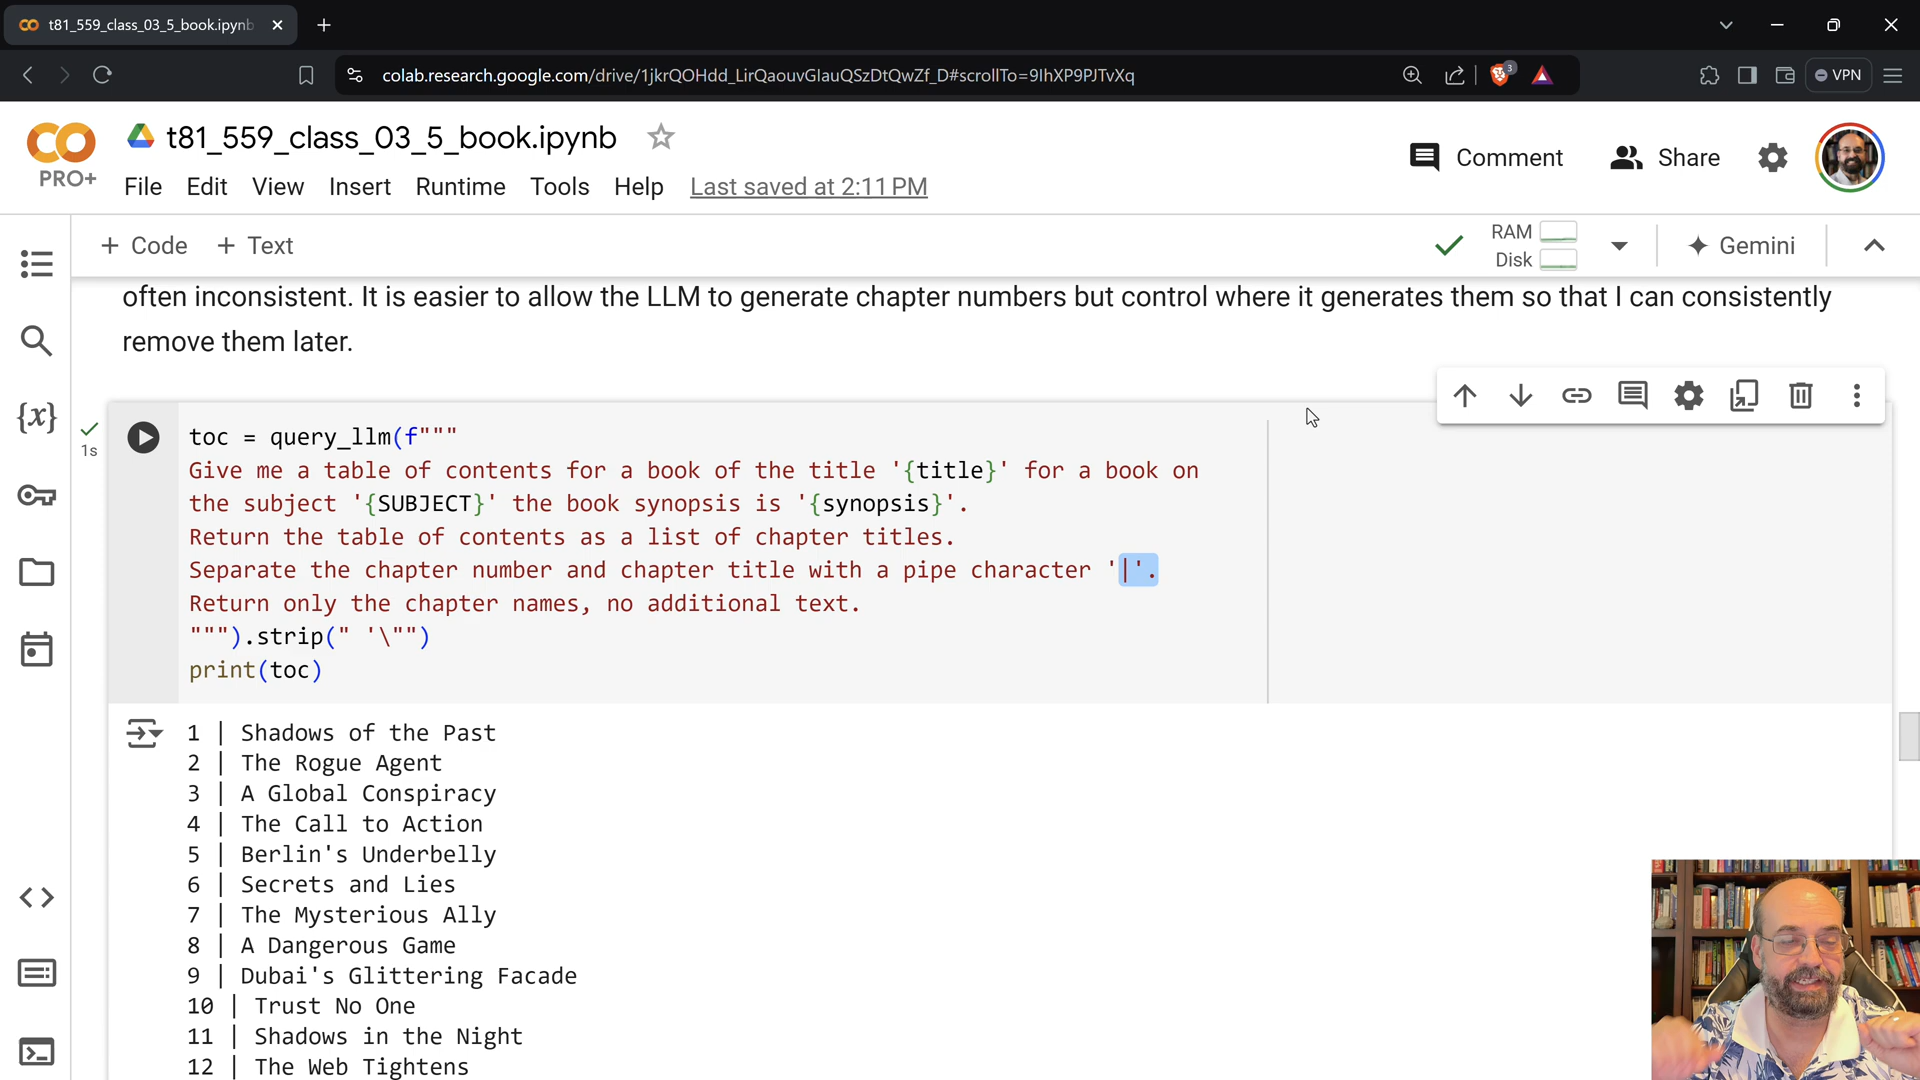 t81_559_class_03_5_book.ipynb
colab.research.google.com/drive/1jkrQOHdd_LirQaouvGlauQSzDtQwZf_D#scrollTo=9IhXP9PJTvXq
3
VPN
CO
PRO+
t81_559_class_03_5_book.ipynb
Comment
Share
File Edit View Insert Runtime Tools Help Last saved at 2:11 PM
+ Code + Text
RAM
Disk
Gemini
often inconsistent. It is easier to allow the LLM to generate chapter numbers but control where it generates them so that I can consistently
remove them later.
{x}
1s
toc = query_llm(f"""
Give me a table of contents for a book of the title '{title}' for a book on
the subject '{SUBJECT}' the book synopsis is '{synopsis}'.
Return the table of contents as a list of chapter titles.
Separate the chapter number and chapter title with a pipe character '|'.
Return only the chapter names, no additional text.
""").strip(" '\"")
print(toc)
1 | Shadows of the Past
2 | The Rogue Agent
3 | A Global Conspiracy
4 | The Call to Action
5 | Berlin's Underbelly
6 | Secrets and Lies
7 | The Mysterious Ally
8 | A Dangerous Game
9 | Dubai's Glittering Facade
10 | Trust No One
11 | Shadows in the Night
12 | The Web Tightens